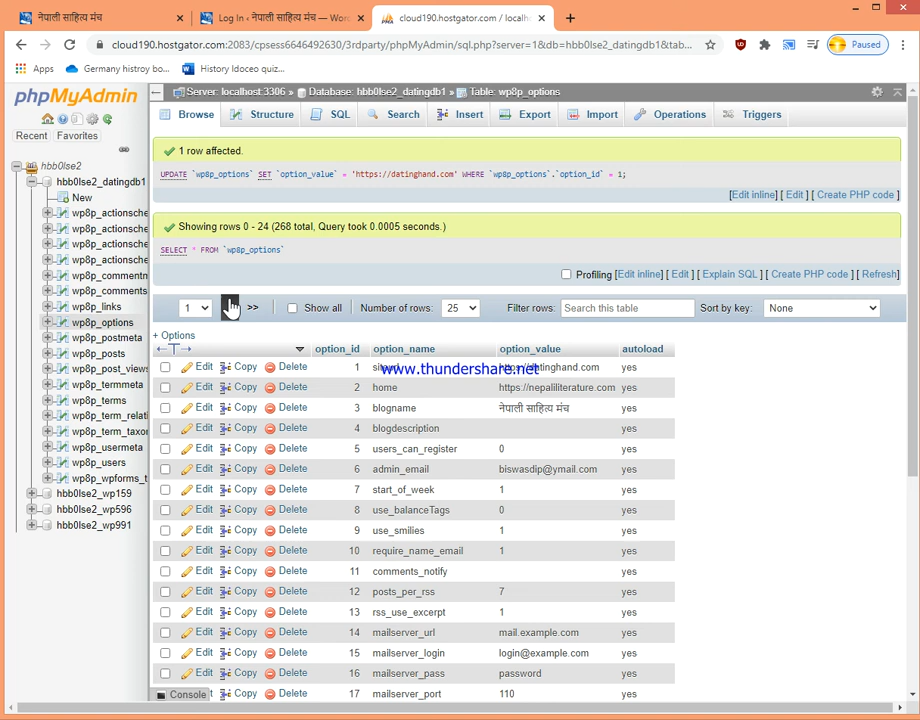 नेपाली साहित्य मंच
Log In ‹ नेपाली साहित्य मंच — Wor
cloud190.hostgator.com / localh
cloud190.hostgator.com:2083/cpsess6646492630/3rdparty/phpMyAdmin/sql.php?server=1&db=hbb0lse2_datingdb1&tab...
Paused
Apps Germany histroy bo... History Idoceo quiz...
phpMyAdmin
Recent Favorites
hbb0lse2
hbb0lse2_datingdb1
New
wp8p_actionsche
wp8p_actionsche
wp8p_actionsche
wp8p_actionsche
wp8p_commentm
wp8p_comments
wp8p_links
wp8p_options
wp8p_postmeta
wp8p_posts
wp8p_post_views
wp8p_termmeta
wp8p_terms
wp8p_term_relati
wp8p_term_taxon
wp8p_usermeta
wp8p_users
wp8p_wpforms_t
hbb0lse2_wp159
hbb0lse2_wp596
hbb0lse2_wp991
Server: localhost:3306 » Database: hbb0lse2_datingdb1 » Table: wp8p_options
Browse Structure SQL Search Insert Export Import Operations Triggers
1 row affected.
UPDATE `wp8p_options` SET `option_value` = 'https://datinghand.com' WHERE `wp8p_options`.`option_id` = 1;
[Edit inline] [ Edit ] [ Create PHP code ]
Showing rows 0 - 24 (268 total, Query took 0.0005 seconds.)
SELECT * FROM `wp8p_options`
Profiling [Edit inline] [ Edit ] [ Explain SQL ] [ Create PHP code ] [ Refresh]
1 >> Show all Number of rows: 25 Filter rows: Search this table Sort by key: None
+ Options
←T→ option_id option_name option_value autoload
Edit Copy Delete 1 yes
www.thundershare.net
Edit Copy Delete 2 home https://nepaliliterature.com yes
Edit Copy Delete 3 blogname नेपाली साहित्य मंच yes
Edit Copy Delete 4 blogdescription yes
Edit Copy Delete 5 users_can_register 0 yes
Edit Copy Delete 6 admin_email biswasdip@ymail.com yes
Edit Copy Delete 7 start_of_week 1 yes
Edit Copy Delete 8 use_balanceTags 0 yes
Edit Copy Delete 9 use_smilies 1 yes
Edit Copy Delete 10 require_name_email 1 yes
Edit Copy Delete 11 comments_notify yes
Edit Copy Delete 12 posts_per_rss 7 yes
Edit Copy Delete 13 rss_use_excerpt 1 yes
Edit Copy Delete 14 mailserver_url mail.example.com yes
Edit Copy Delete 15 mailserver_login login@example.com yes
Edit Copy Delete 16 mailserver_pass password yes
Console Copy Delete 17 mailserver_port 110 yes